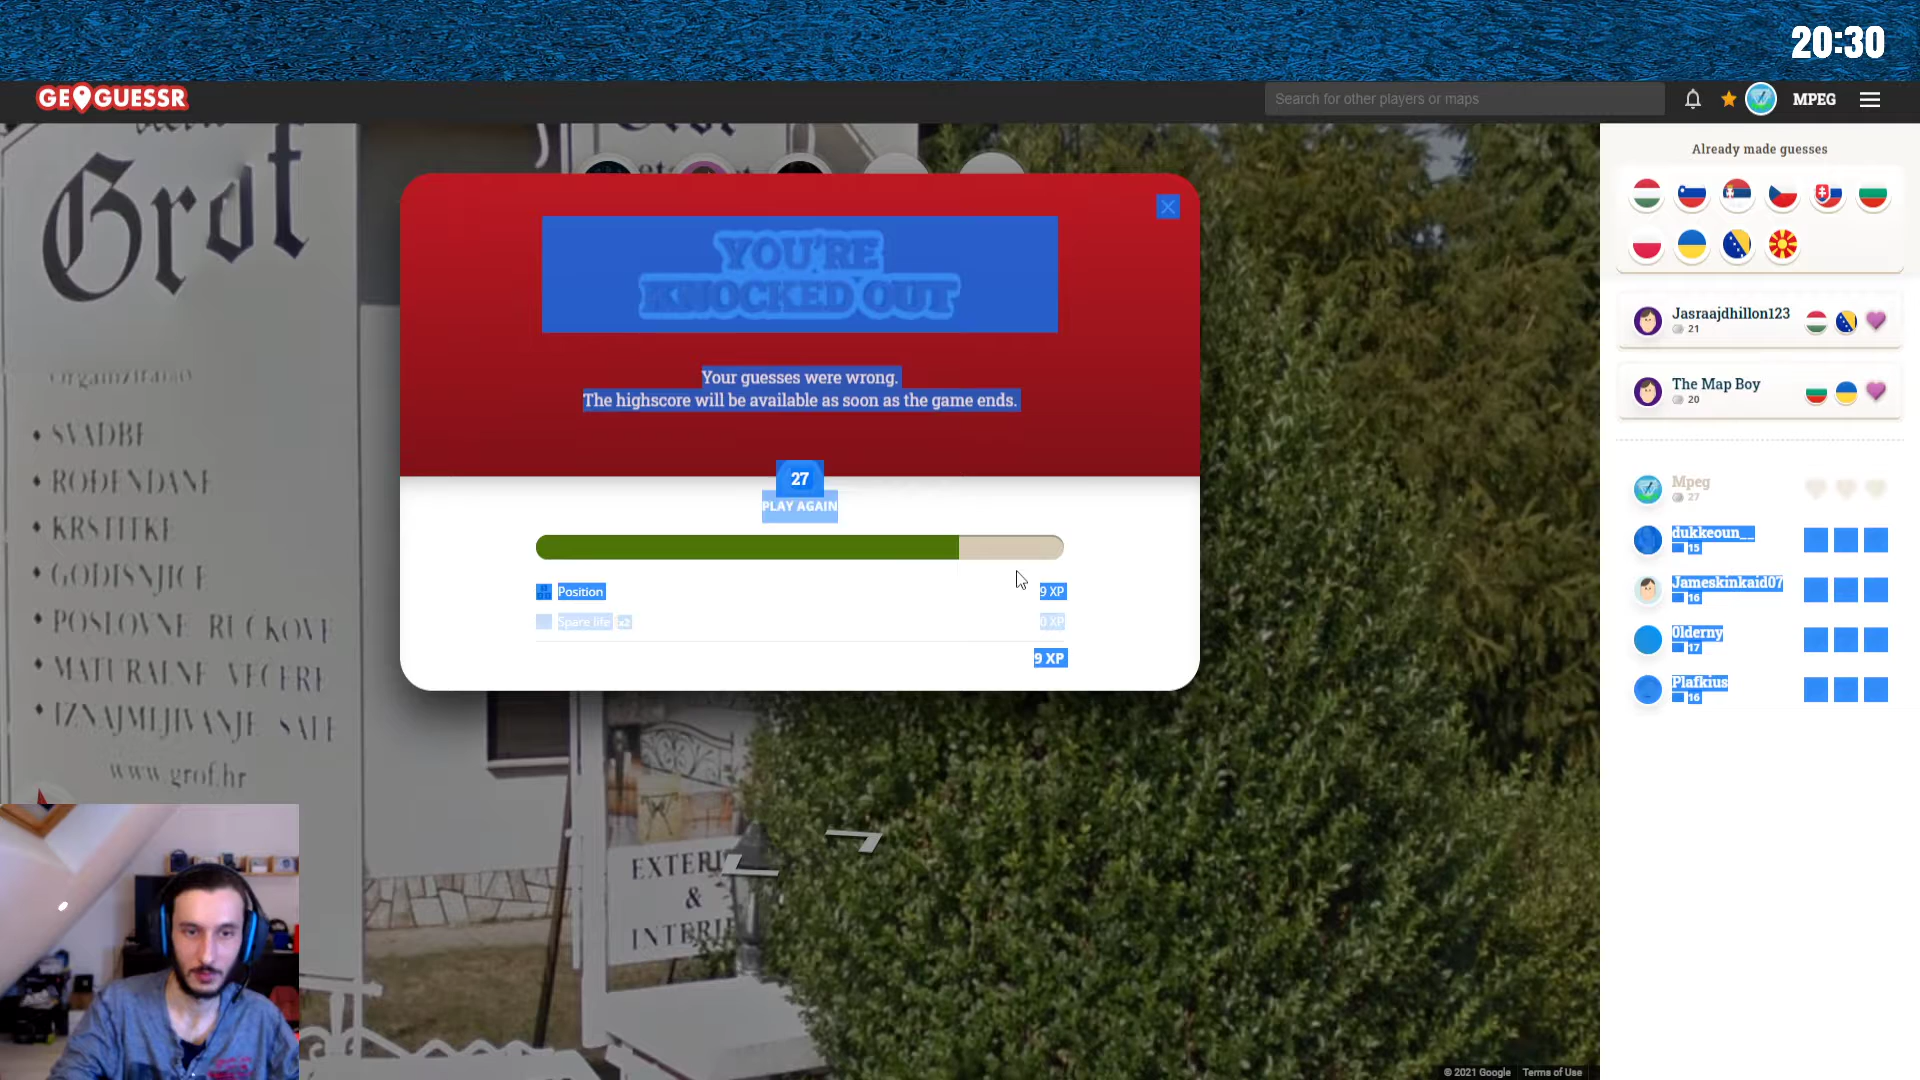 20:30
GEOGUESSR
Search for other players or maps
MPEG
Grof
SVADBE
ROĐENDANE
KRSTITKE
GODIŠNJICE
POSLOVNE RUČKOVE
MATURALNE VEČERE
IZNAJMLJIVANJE SALE
www.grof.hr
EXTERI
&
INTERI
YOU'RE
KNOCKED OUT
Your guesses were wrong.
The highscore will be available as soon as the game ends.
27
PLAY AGAIN
Position
9 XP
Spare life x2
0 XP
9 XP
Already made guesses
Jasraajdhillon123
21
The Map Boy
20
Mpeg
27
dukkeoun__
15
Jameskinkaid07
16
0lderny
17
Plafkius
16
© 2021 Google
Terms of Use